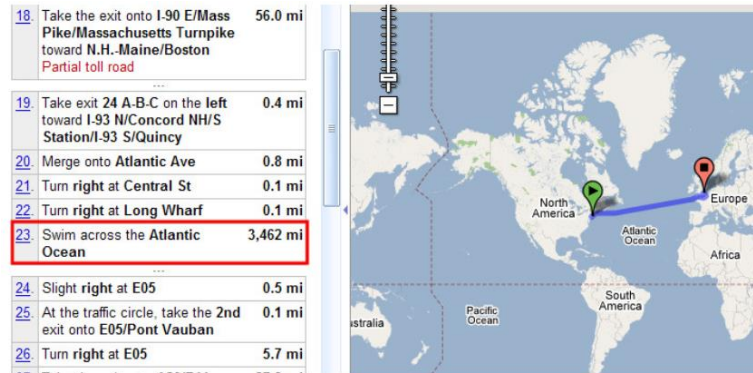 18. Take the exit onto I-90 E/Mass 56.0 mi
Pike/Massachusetts Turnpike
toward N.H.-Maine/Boston
Partial toll road
...
19. Take exit 24 A-B-C on the left 0.4 mi
toward I-93 N/Concord NH/S
Station/I-93 S/Quincy
20. Merge onto Atlantic Ave 0.8 mi
21. Turn right at Central St 0.1 mi
22. Turn right at Long Wharf 0.1 mi
23. Swim across the Atlantic 3,462 mi
Ocean
...
24. Slight right at E05 0.5 mi
25. At the traffic circle, take the 2nd 0.1 mi
exit onto E05/Pont Vauban
26. Turn right at E05 5.7 mi
North
America
Europe
Atlantic
Ocean
Africa
South
America
Pacific
Ocean
stralia